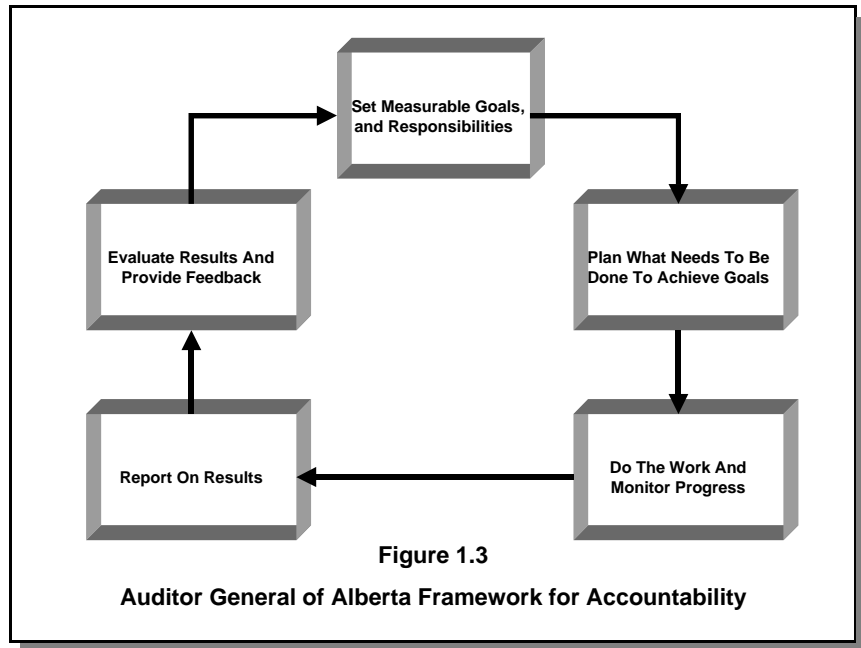 Set Measurable Goals,
and Responsibilities
Plan What Needs To Be
Done To Achieve Goals
Do The Work And
Monitor Progress
Report On Results
Evaluate Results And
Provide Feedback
Figure 1.3
Auditor General of Alberta Framework for Accountability